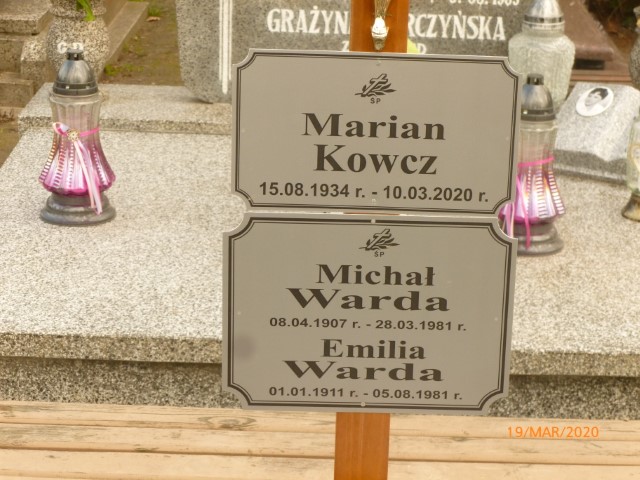 GRAŻYNA
SP
Marian
Kowcz
15.08.1934 r. - 10.03.2020 r.
SP
Michał
Warda
08.04.1907 r. - 28.03.1981 r.
Emilia
Warda
01.01.1911 r. - 05.08.1981 r.
19/MAR/2020